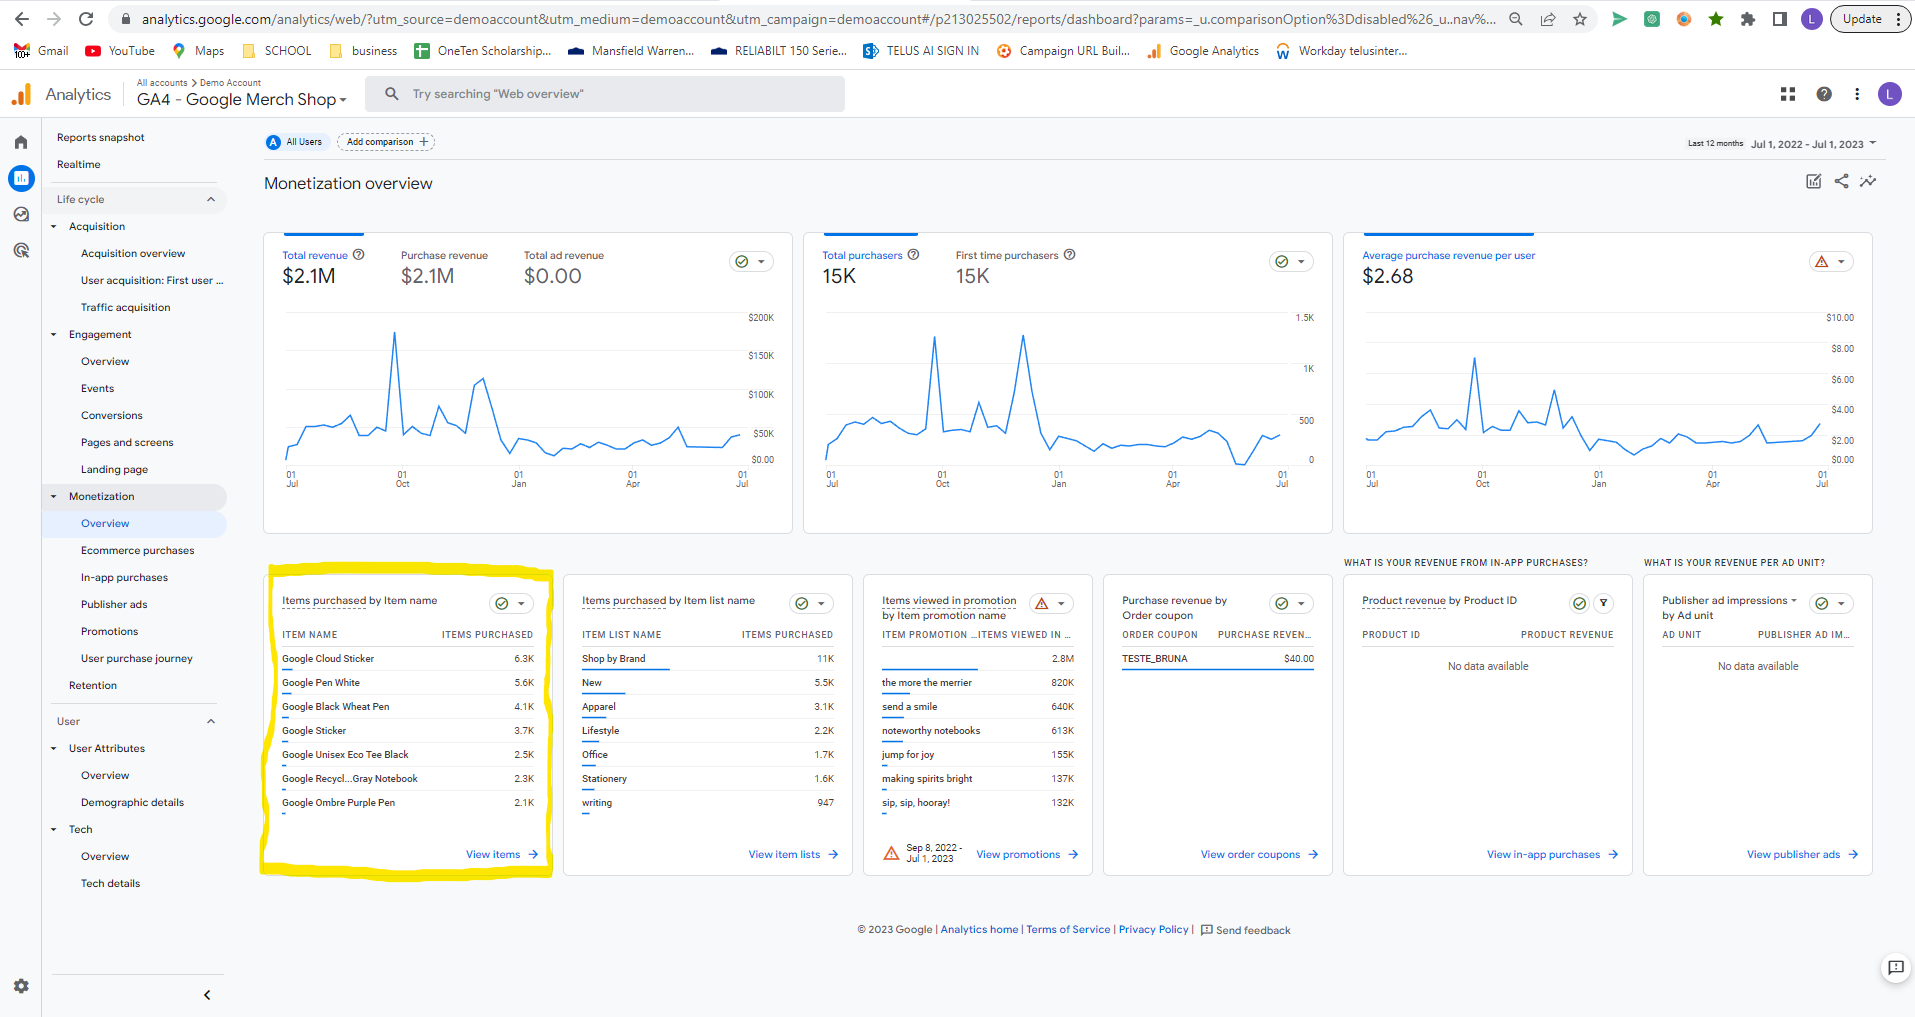 analytics.google.com/analytics/web/?utm_source=demoaccount&utm_medium=demoaccount&utm_campaign=demoaccount#/p213025502/reports/dashboard?params=_u.comparisonOption%3Ddisabled%26_u..nav%...
L
Update
100+
Gmail
YouTube
Maps
SCHOOL
business
OneTen Scholarship...
Mansfield Warren...
RELIABILT 150 Serie...
TELUS AI SIGN IN
Campaign URL Buil...
Google Analytics
Workday telusinter...
Analytics
All accounts > Demo Account
GA4 - Google Merch Shop
Try searching "Web overview"
L
Reports snapshot
Realtime
Life cycle
Acquisition
Acquisition overview
User acquisition: First user ...
Traffic acquisition
Engagement
Overview
Events
Conversions
Pages and screens
Landing page
Monetization
Overview
Ecommerce purchases
In-app purchases
Publisher ads
Promotions
User purchase journey
Retention
User
User Attributes
Overview
Demographic details
Tech
Overview
Tech details
A All Users
Add comparison +
Last 12 months Jul 1, 2022 - Jul 1, 2023
Monetization overview
Total revenue
$2.1M
Purchase revenue
$2.1M
Total ad revenue
$0.00
$200K
$150K
$100K
$50K
$0.00
01 Jul
01 Oct
01 Jan
01 Apr
01 Jul
Total purchasers
15K
First time purchasers
15K
1.5K
1K
500
0
01 Jul
01 Oct
01 Jan
01 Apr
01 Jul
Average purchase revenue per user
$2.68
$10.00
$8.00
$6.00
$4.00
$2.00
$0.00
01 Jul
01 Oct
01 Jan
01 Apr
01 Jul
Items purchased by Item name
ITEM NAME ITEMS PURCHASED
Google Cloud Sticker 6.3K
Google Pen White 5.6K
Google Black Wheat Pen 4.1K
Google Sticker 3.7K
Google Unisex Eco Tee Black 2.5K
Google Recycl...Gray Notebook 2.3K
Google Ombre Purple Pen 2.1K
View items
Items purchased by Item list name
ITEM LIST NAME ITEMS PURCHASED
Shop by Brand 11K
New 5.5K
Apparel 3.1K
Lifestyle 2.2K
Office 1.7K
Stationery 1.6K
writing 947
View item lists
Items viewed in promotion
by Item promotion name
ITEM PROMOTION ... ITEMS VIEWED IN ...
2.8M
the more the merrier 820K
send a smile 640K
noteworthy notebooks 613K
jump for joy 155K
making spirits bright 137K
sip, sip, hooray! 132K
Sep 8, 2022 -
Jul 1, 2023
View promotions
Purchase revenue by
Order coupon
ORDER COUPON PURCHASE REVEN...
TESTE_BRUNA $40.00
View order coupons
WHAT IS YOUR REVENUE FROM IN-APP PURCHASES?
Product revenue by Product ID
PRODUCT ID PRODUCT REVENUE
No data available
View in-app purchases
WHAT IS YOUR REVENUE PER AD UNIT?
Publisher ad impressions
by Ad unit
AD UNIT PUBLISHER AD IM...
No data available
View publisher ads
© 2023 Google | Analytics home | Terms of Service | Privacy Policy | Send feedback